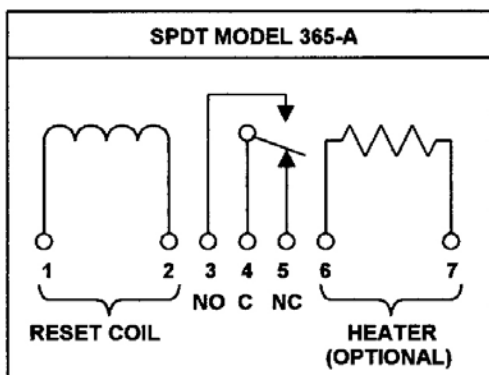 SPDT MODEL 365-A
1 2 3 4 5 6 7
NO C NC
RESET COIL HEATER
(OPTIONAL)